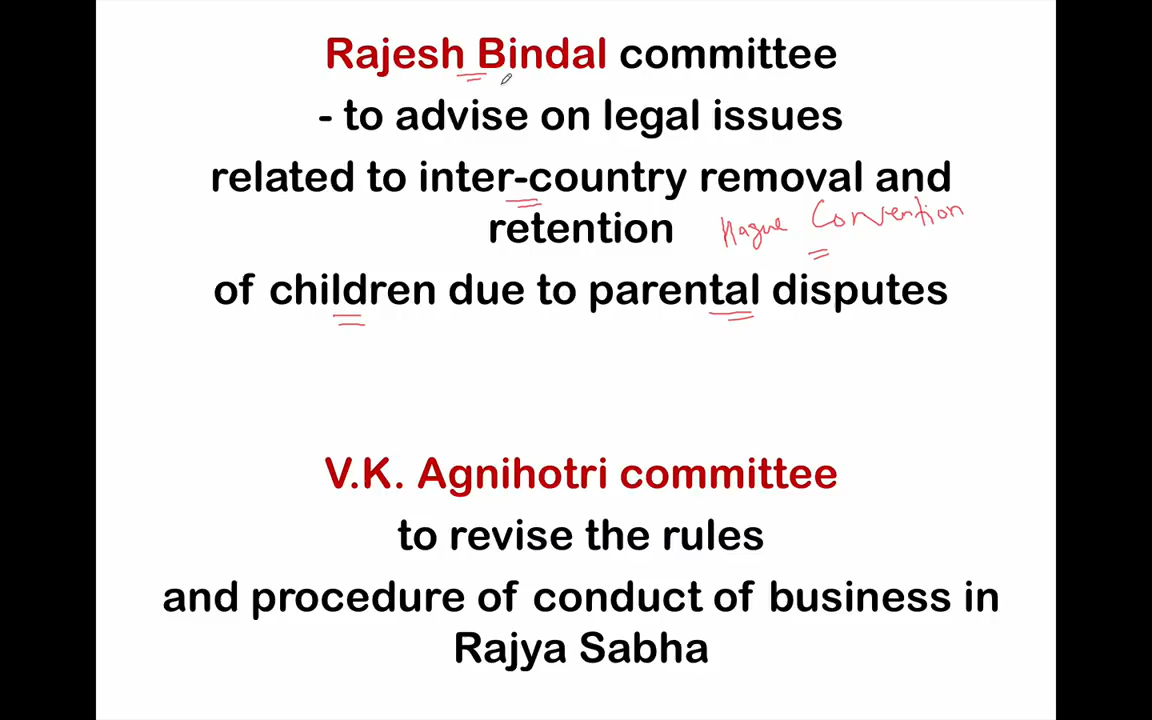 Rajesh Bindal committee
- to advise on legal issues
related to inter-country removal and
retention
Hague Convention
of children due to parental disputes
V.K. Agnihotri committee
to revise the rules
and procedure of conduct of business in
Rajya Sabha